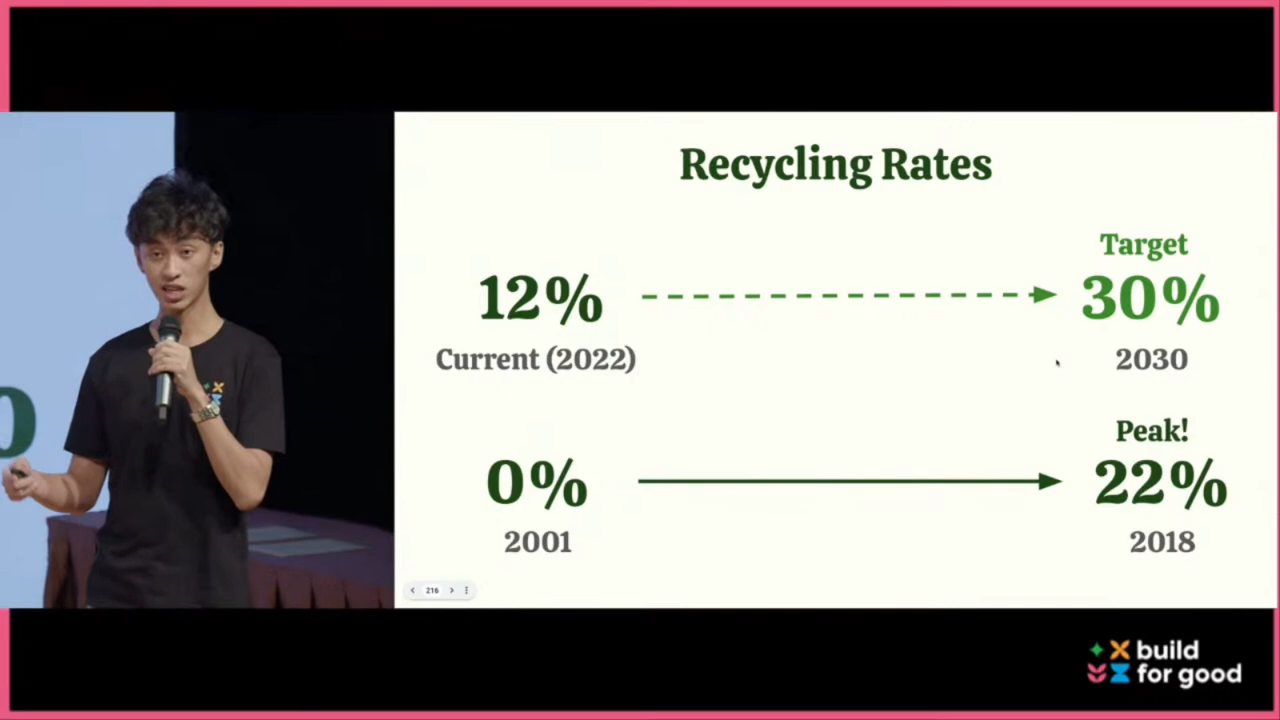 Recycling Rates
Target
12%
30%
Current (2022)
2030
Peak!
0%
22%
2001
2018
216
build
for good